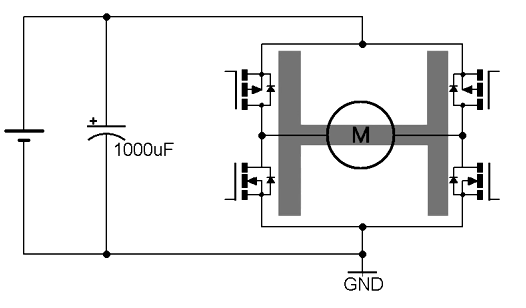 M
+
1000uF
GND